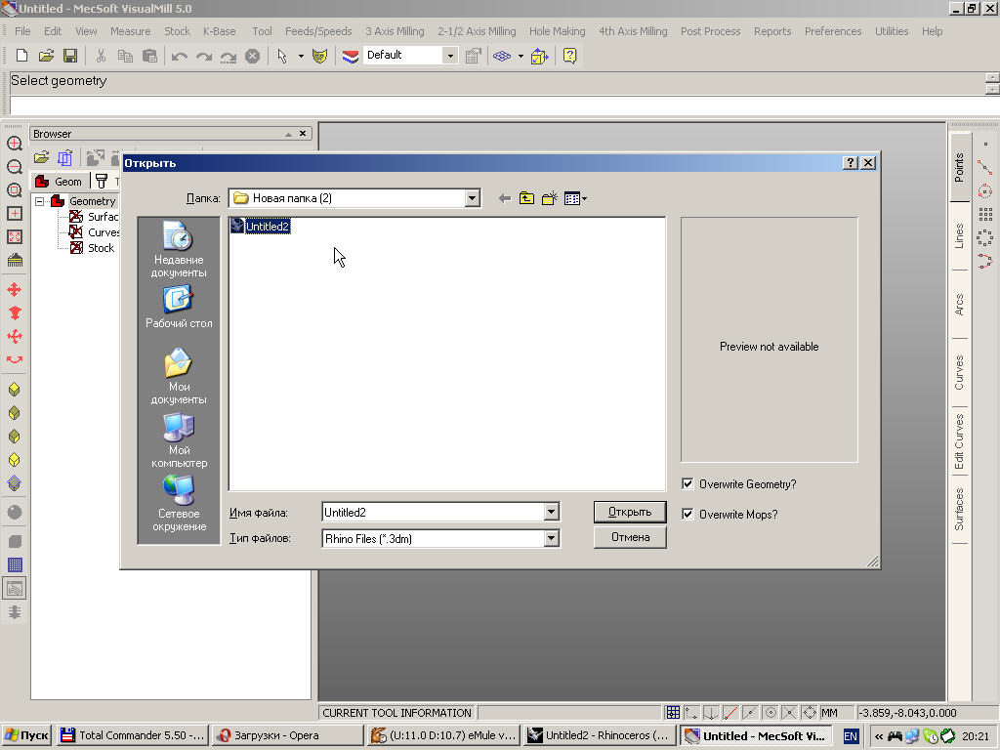 Untitled - MecSoft VisualMill 5.0
File Edit View Measure Stock K-Base Tool Feeds/Speeds 3 Axis Milling 2-1/2 Axis Milling Hole Making 4th Axis Milling Post Process Reports Preferences Utilities Help
Default
Select geometry
Browser
Geom
Geometry
Surfac
Curves
Stock
Открыть
Папка: Новая папка (2)
Untitled2
Недавние
документы
Рабочий стол
Мои
документы
Мой
компьютер
Сетевое
окружение
Preview not available
Имя файла: Untitled2 Открыть
Тип файлов: Rhino Files (*.3dm) Отмена
Overwrite Geometry?
Overwrite Mops?
Points
Lines
Arcs
Curves
Edit Curves
Surfaces
CURRENT TOOL INFORMATION MM -3.859,-8.043,0.000
Пуск Total Commander 5.50 -... Загрузки - Opera (U:11.0 D:10.7) eMule v... Untitled2 - Rhinoceros (... Untitled - MecSoft Vi... EN « 20:21